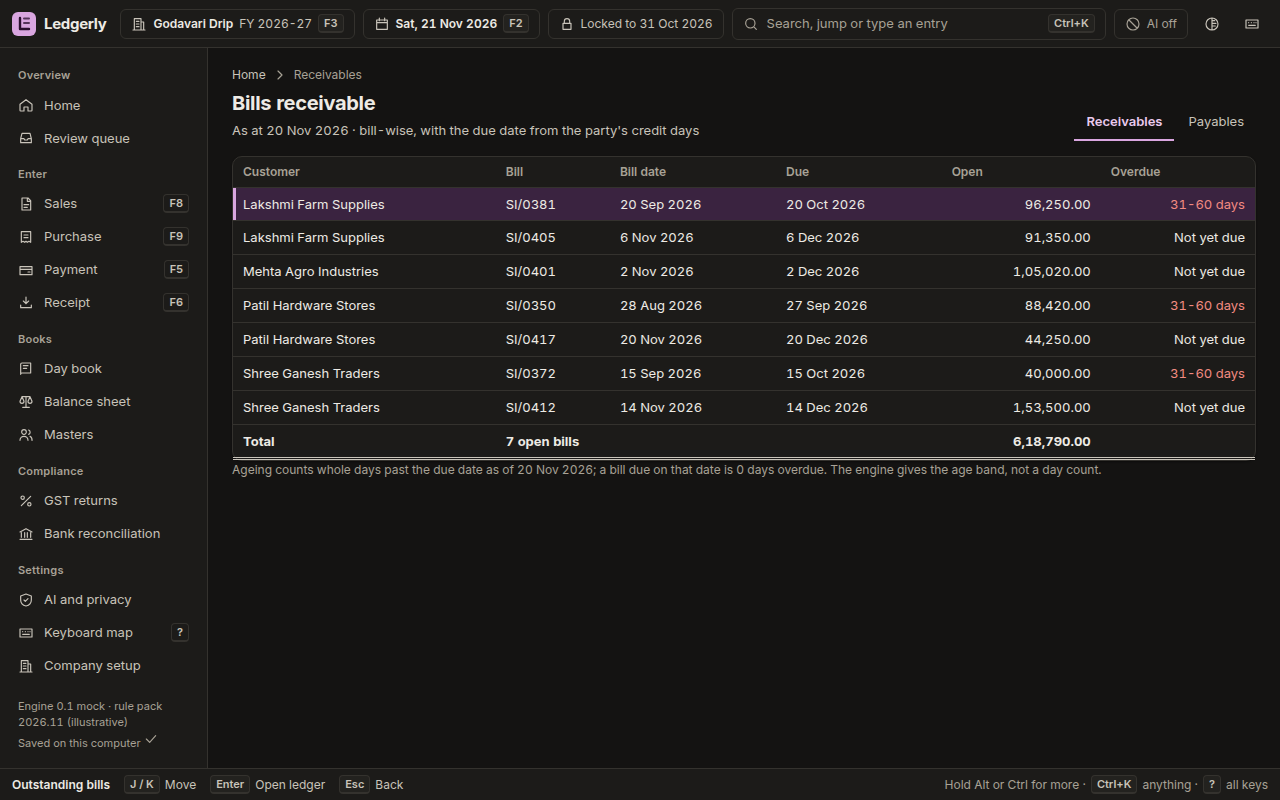 Ledgerly
Godavari Drip FY 2026-27 F3
Sat, 21 Nov 2026 F2
Locked to 31 Oct 2026
Search, jump or type an entry Ctrl+K
AI off
Overview
Home
Review queue
Enter
Sales F8
Purchase F9
Payment F5
Receipt F6
Books
Day book
Balance sheet
Masters
Compliance
GST returns
Bank reconciliation
Settings
AI and privacy
Keyboard map ?
Company setup
Engine 0.1 mock · rule pack
2026.11 (illustrative)
Saved on this computer
Home > Receivables
Bills receivable
As at 20 Nov 2026 · bill-wise, with the due date from the party's credit days
Receivables Payables
Customer Bill Bill date Due Open Overdue
Lakshmi Farm Supplies SI/0381 20 Sep 2026 20 Oct 2026 96,250.00 31-60 days
Lakshmi Farm Supplies SI/0405 6 Nov 2026 6 Dec 2026 91,350.00 Not yet due
Mehta Agro Industries SI/0401 2 Nov 2026 2 Dec 2026 1,05,020.00 Not yet due
Patil Hardware Stores SI/0350 28 Aug 2026 27 Sep 2026 88,420.00 31-60 days
Patil Hardware Stores SI/0417 20 Nov 2026 20 Dec 2026 44,250.00 Not yet due
Shree Ganesh Traders SI/0372 15 Sep 2026 15 Oct 2026 40,000.00 31-60 days
Shree Ganesh Traders SI/0412 14 Nov 2026 14 Dec 2026 1,53,500.00 Not yet due
Total 7 open bills 6,18,790.00
Ageing counts whole days past the due date as of 20 Nov 2026; a bill due on that date is 0 days overdue. The engine gives the age band, not a day count.
Outstanding bills J / K Move Enter Open ledger Esc Back
Hold Alt or Ctrl for more · Ctrl+K anything · ? all keys